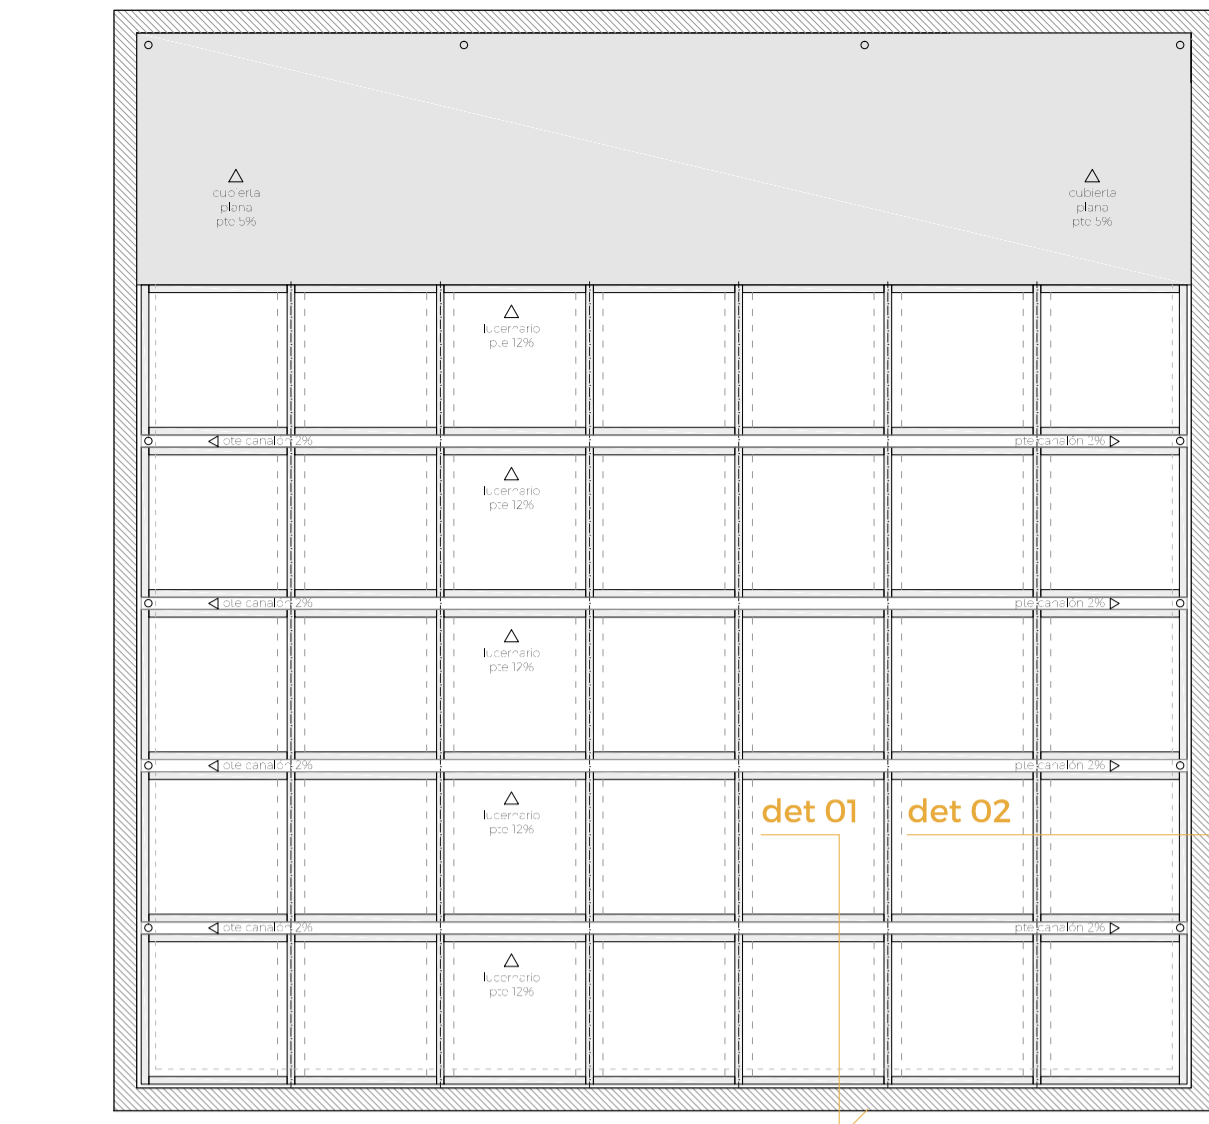 cubierta
plana
pte 5%
cubierta
plana
pte 5%
lucernario
pte 12%
pte canalón 2%
pte canalón 2%
lucernario
pte 12%
pte canalón 2%
pte canalón 2%
lucernario
pte 12%
pte canalón 2%
pte canalón 2%
lucernario
pte 12%
det 01
det 02
pte canalón 2%
pte canalón 2%
lucernario
pte 12%